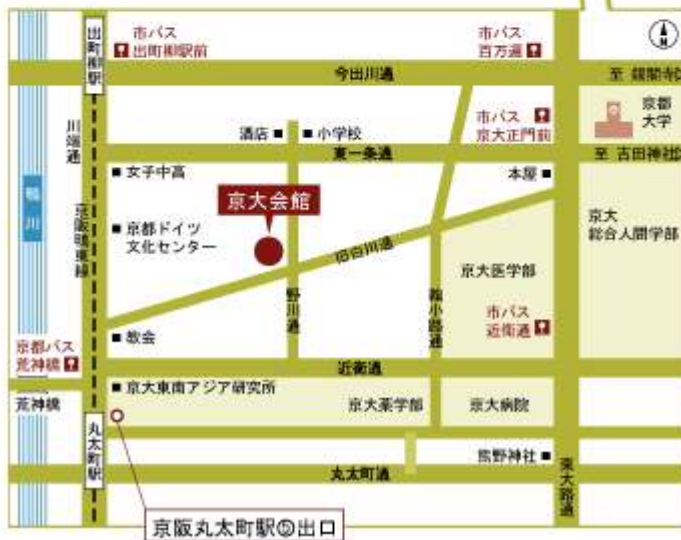 出町柳駅
市バス
出町柳駅前
市バス
百万遍
N
今出川通
至 銀閣寺
川端通
酒店
小学校
市バス
京大正門前
京都
大学
東一条通
至 吉田神社
女子中高
京大会館
本屋
鴨川
京阪鴨東線
京都ドイツ
文化センター
旧白川通
京大
総合人間学部
京大医学部
野川通
鞠小路通
市バス
近衛通
教会
京都バス
荒神橋
近衛通
荒神橋
京大東南アジア研究所
京大薬学部
京大病院
丸太町駅
熊野神社
丸太町通
東大路通
京阪丸太町駅⑤出口